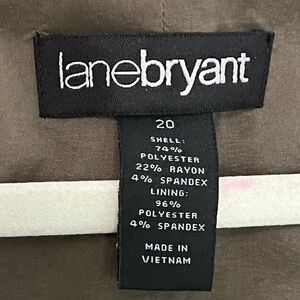 lanebryant
20
SHELL:
74%
POLYESTER
22% RAYON
4% SPANDEX
LINING:
96%
POLYESTER
4% SPANDEX
MADE IN
VIETNAM